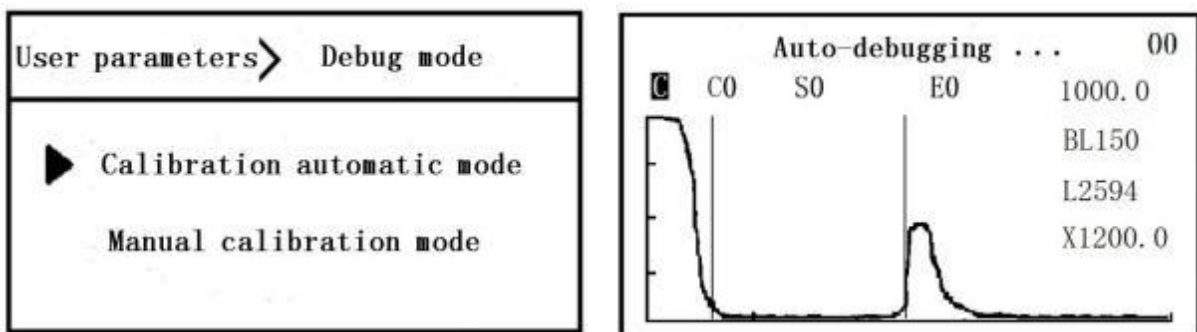 User parameters> Debug mode
Calibration automatic mode
Manual calibration mode
Auto-debugging ... 00
C C0 S0 E0 1000.0
BL150
L2594
X1200.0